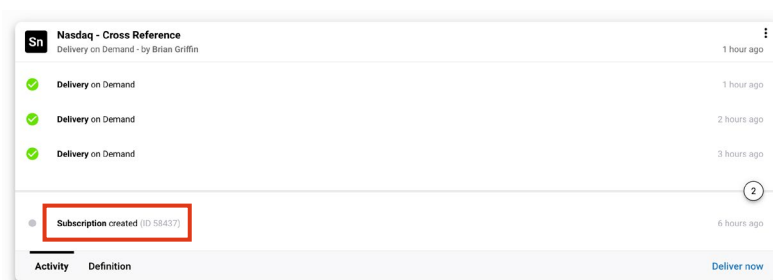 Sn
Nasdaq - Cross Reference
Delivery on Demand - by Brian Griffin
1 hour ago
Delivery on Demand
1 hour ago
Delivery on Demand
2 hours ago
Delivery on Demand
3 hours ago
2
Subscription created (ID 58437)
6 hours ago
Activity
Definition
Deliver now